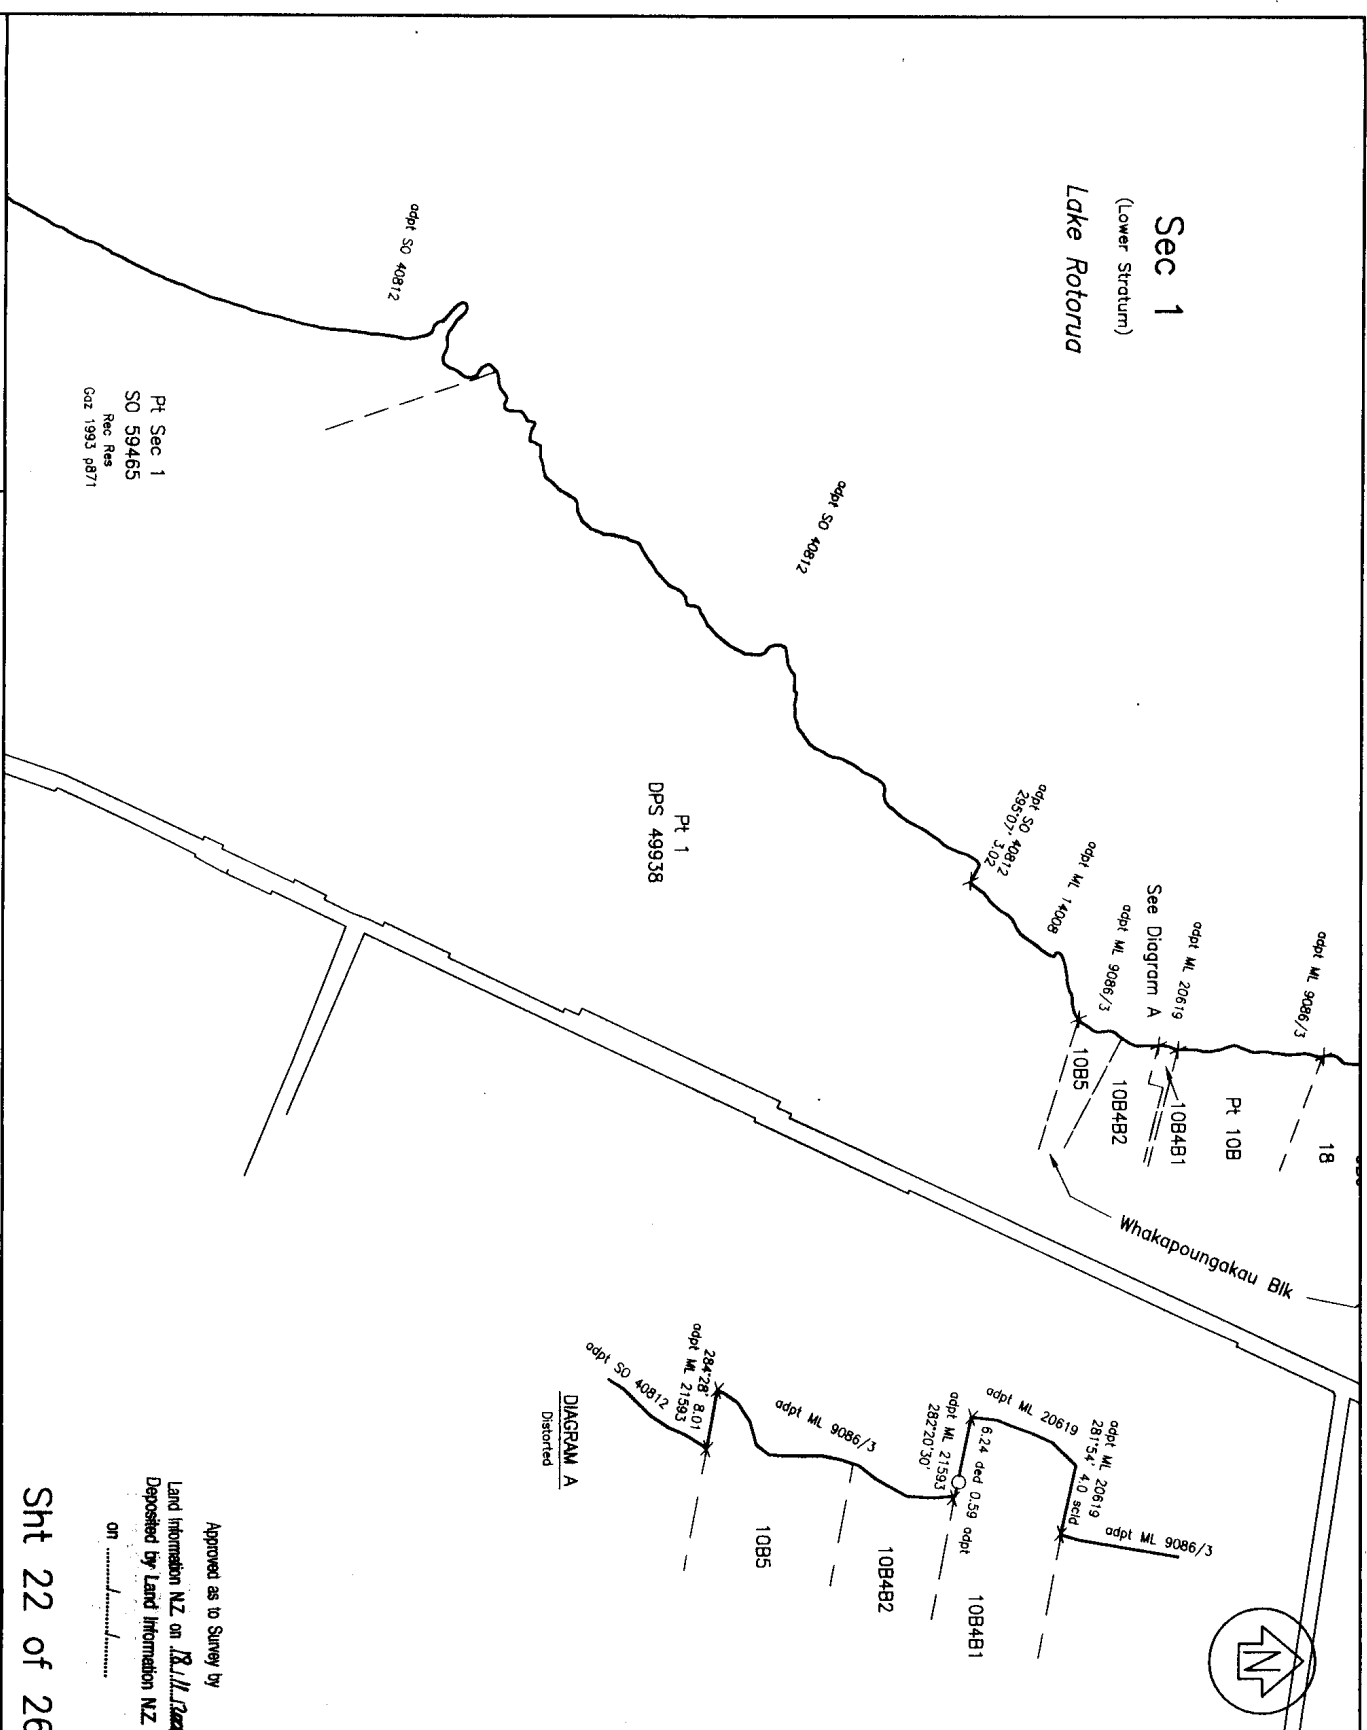 Sec 1
(Lower Stratum)
Lake Rotorua
adpt SO 40812
Pt Sec 1
SO 59465
Rec Res
Gaz 1993 p871
adpt SO 40812
Pt 1
DPS 49938
adpt SO 40812
295°07' 3.02
adpt ML 14008
adpt ML 9086/3
See Diagram A
adpt ML 20619
adpt ML 9086/3
18
Pt 10B
10B4B1
10B4B2
10B5
Whakapoungakau Blk
adpt ML 9086/3
adpt ML 20619
281°54' 4.0 scld
adpt ML 20619
6.24 ded 0.59 adpt
adpt ML 21593
282°20'30"
adpt ML 9086/3
284°28' 8.01
adpt ML 21593
adpt SO 40812
10B4B1
10B4B2
10B5
DIAGRAM A
Distorted
N
Approved as to Survey by
Land Information N.Z on 18/11/
Deposited by Land Information N.Z
on ......../......../........
Sht 22 of 26